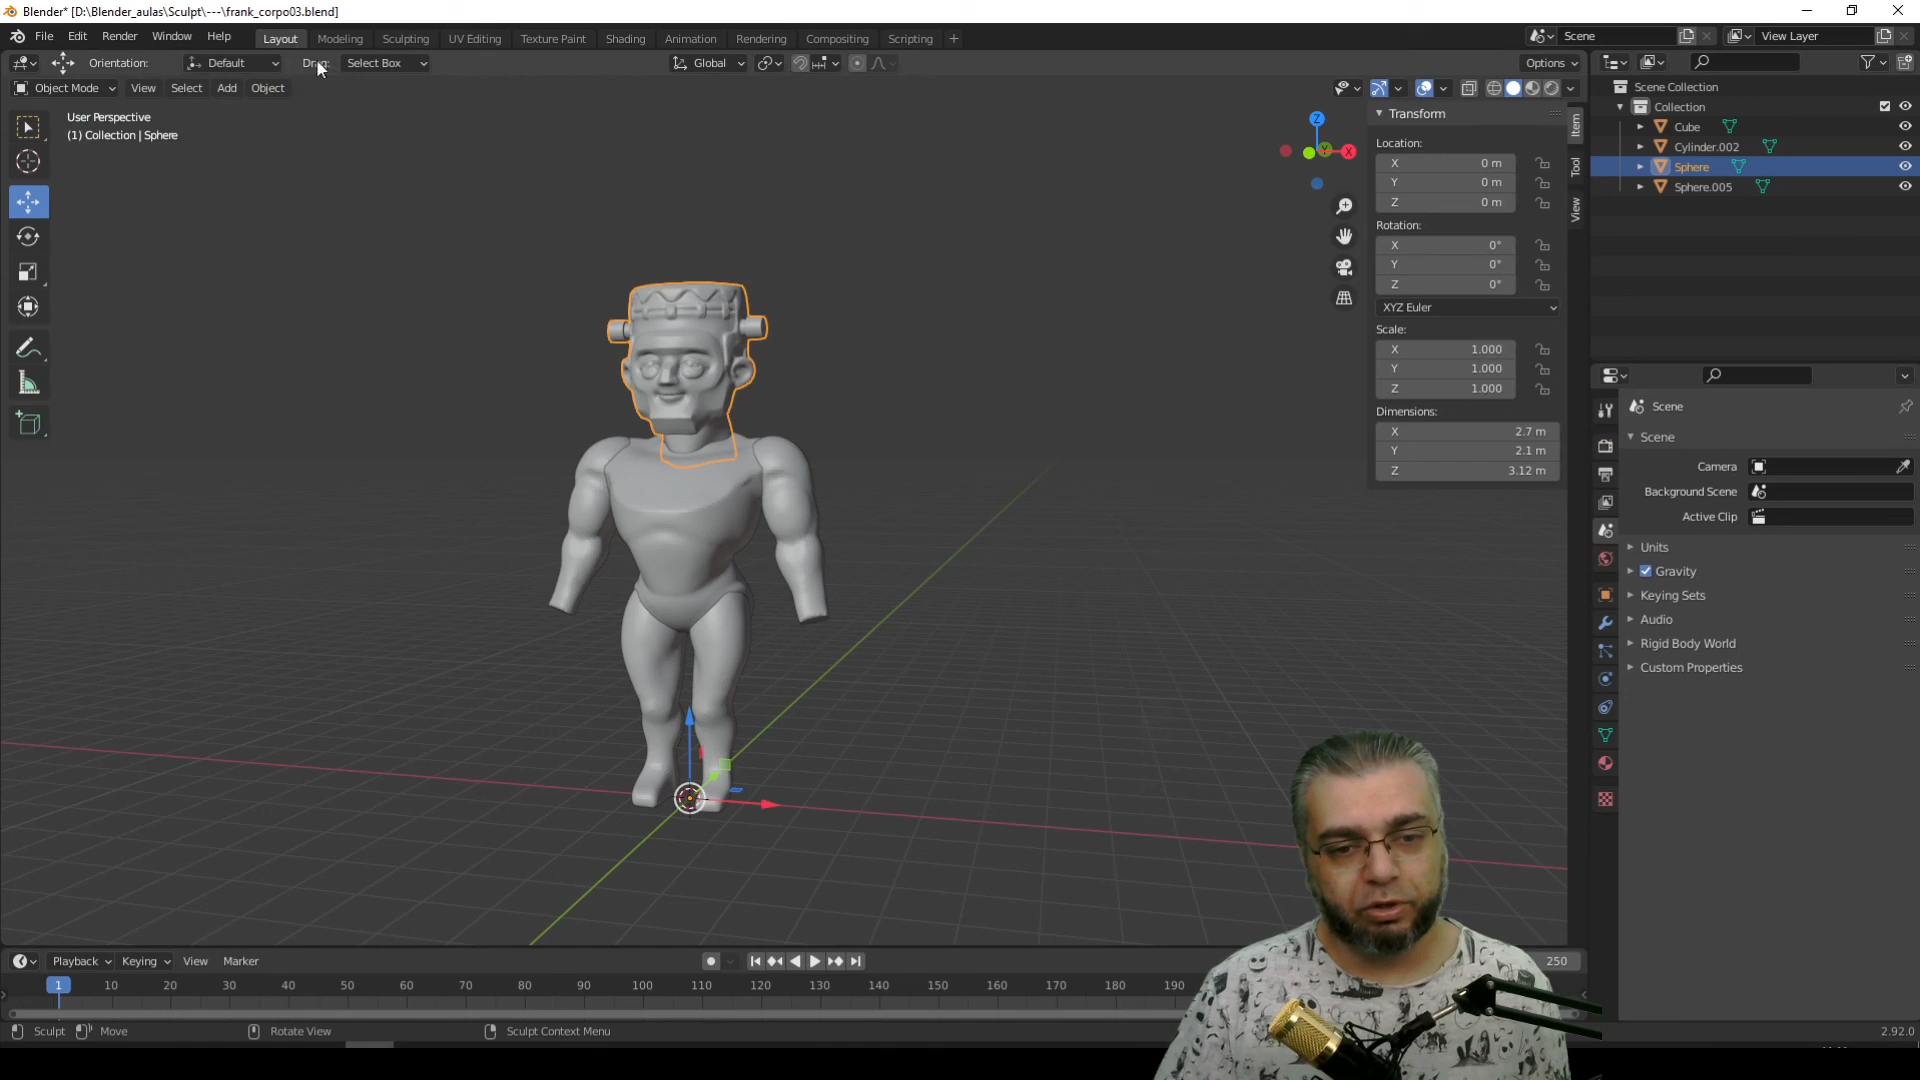 Blender* [D:\Blender_aulas\Sculpt\---\frank_corpo03.blend]
File Edit Render Window Help
Layout Modeling Sculpting UV Editing Texture Paint Shading Animation Rendering Compositing Scripting +
Scene
View Layer
Orientation: Default Drag: Select Box
Global
Options
Object Mode View Select Add Object
User Perspective
(1) Collection | Sphere
Z
Y
X
Transform
Location:
X 0 m
Y 0 m
Z 0 m
Rotation:
X 0°
Y 0°
Z 0°
XYZ Euler
Scale:
X 1.000
Y 1.000
Z 1.000
Dimensions:
X 2.7 m
Y 2.1 m
Z 3.12 m
Item
Tool
View
Scene Collection
Collection
Cube
Cylinder.002
Sphere
Sphere.005
Scene
Scene
Camera
Background Scene
Active Clip
Units
Gravity
Keying Sets
Audio
Rigid Body World
Custom Properties
Playback Keying View Marker
250
1 10 20 30 40 50 60 70 80 90 100 110 120 130 140 150 160 170 180 190
Sculpt Move Rotate View Sculpt Context Menu
2.92.0